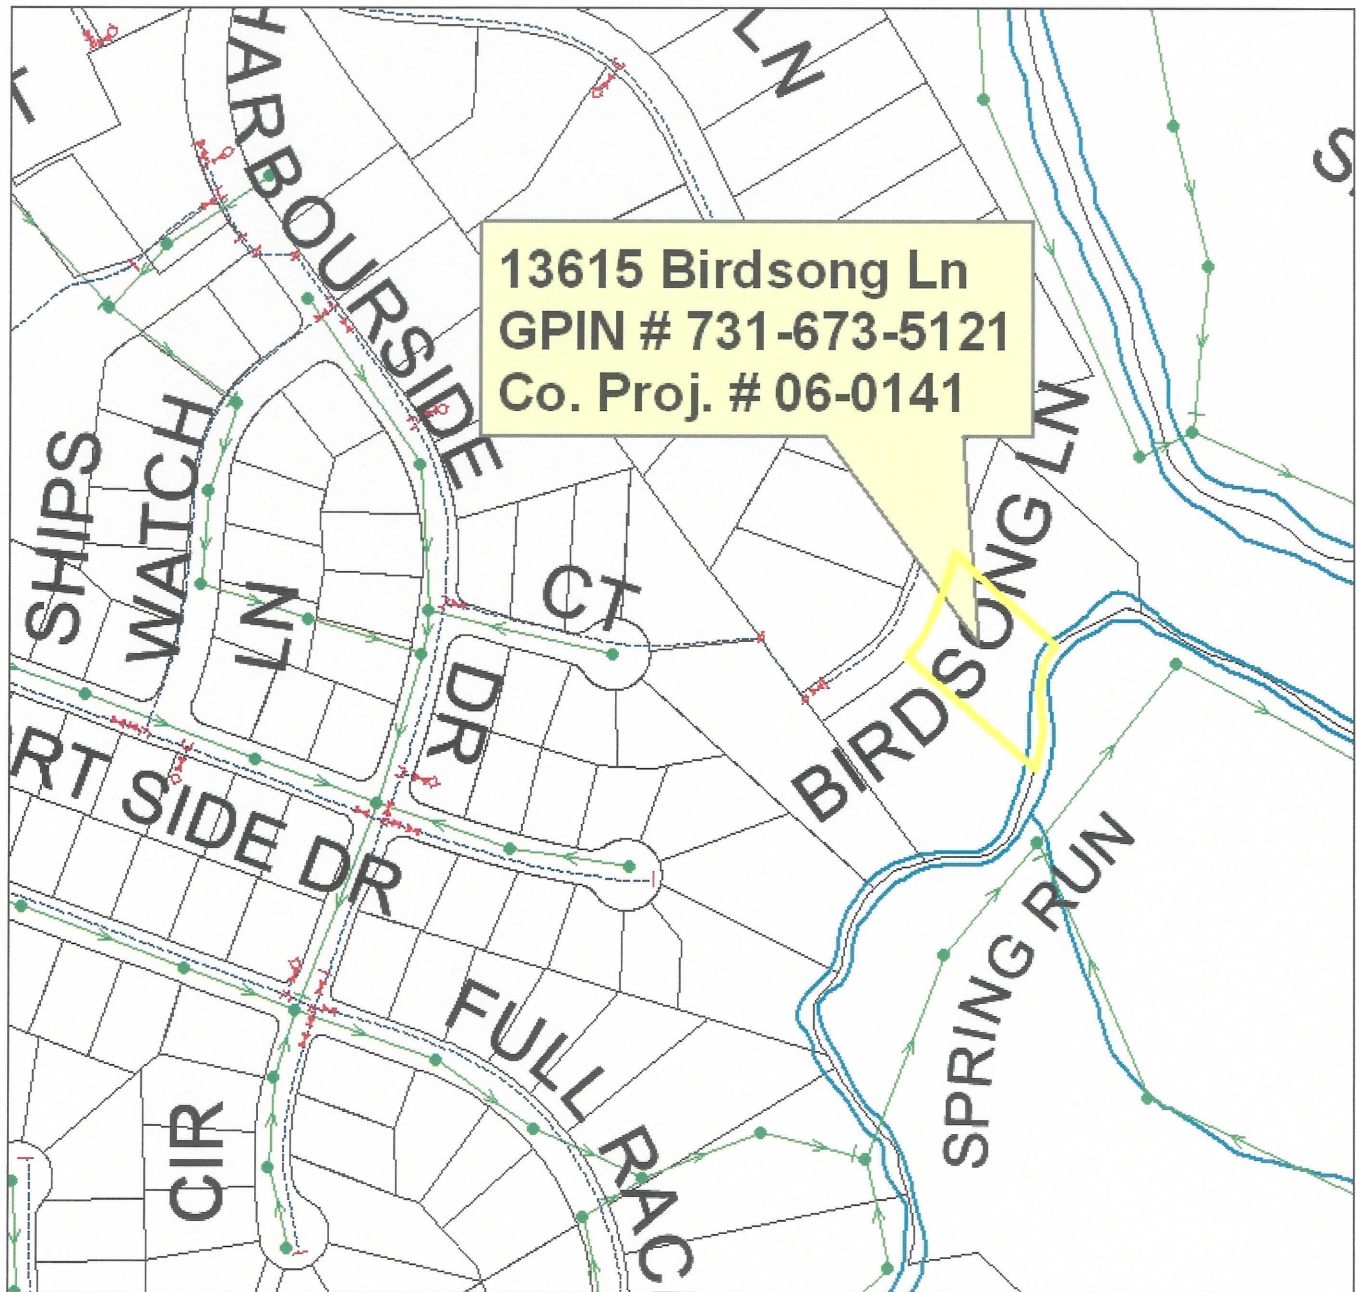 HARBOURSIDE
LN
13615 Birdsong Ln
GPIN # 731-673-5121
Co. Proj. # 06-0141
SHIPS
WATCH
LN
CT
DR
BIRDSONG LN
RT SIDE DR
FULL RAC
CIR
SPRING RUN